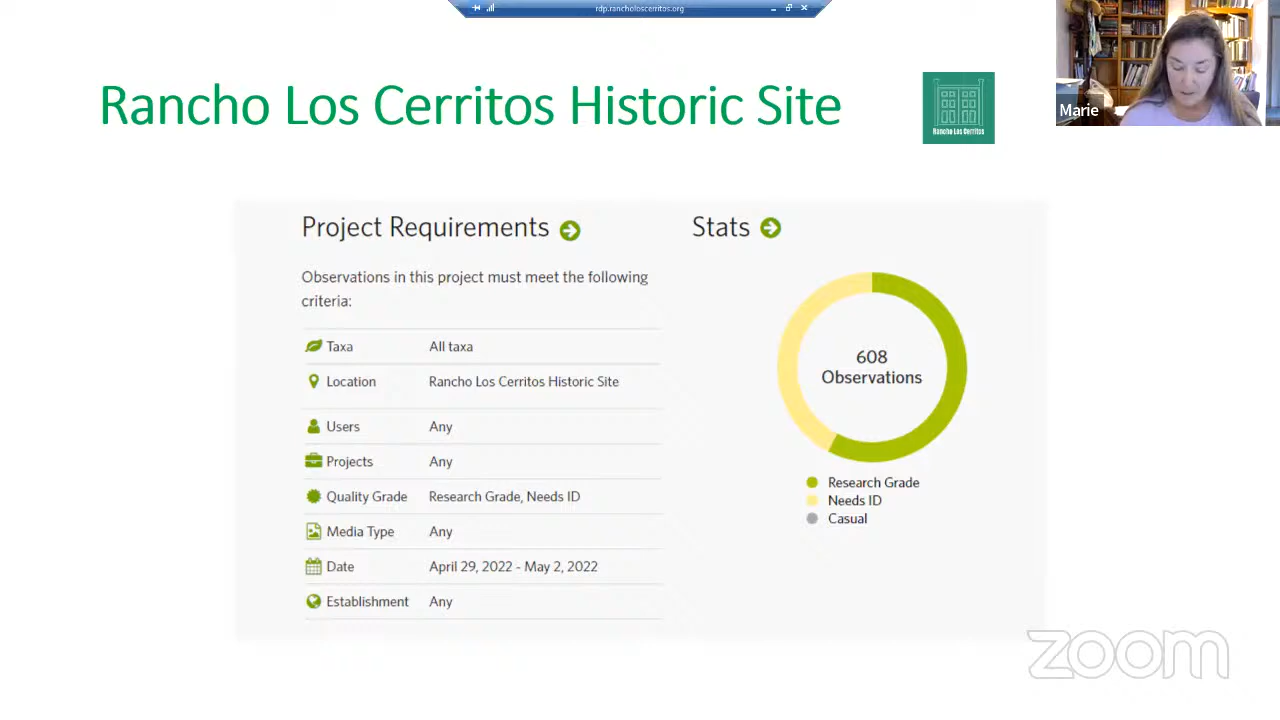 rdp.rancholoscerritos.org
Rancho Los Cerritos Historic Site
Rancho Los Cerritos
Marie
Project Requirements
Stats
Observations in this project must meet the following
criteria:
Taxa All taxa
Location Rancho Los Cerritos Historic Site
Users Any
Projects Any
Quality Grade Research Grade, Needs ID
Media Type Any
Date April 29, 2022 - May 2, 2022
Establishment Any
608
Observations
Research Grade
Needs ID
Casual
zoom